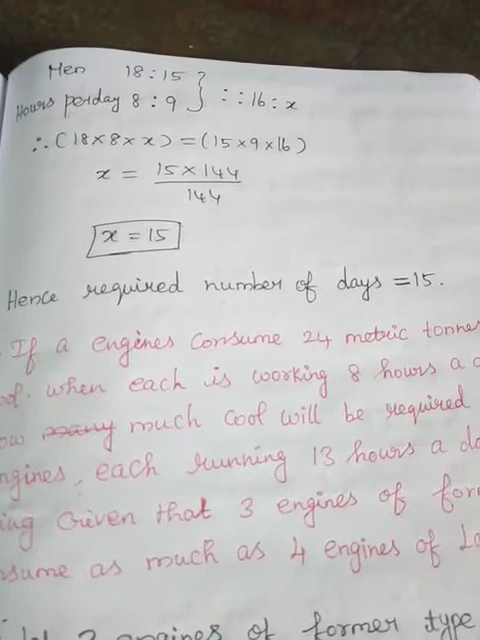 Men 18:15
Hours perday 8:9 } ::16:x
∴(18×8×x)=(15×9×16)
x = 15×144
144
x = 15
Hence required number of days =15.
If a engines Consume 24 metric tonnes
when each is working 8 hours a
much Cool will be required
each running 13 hours a
Given that 3 engines of
as much as 4 engines of
3 engines of former type